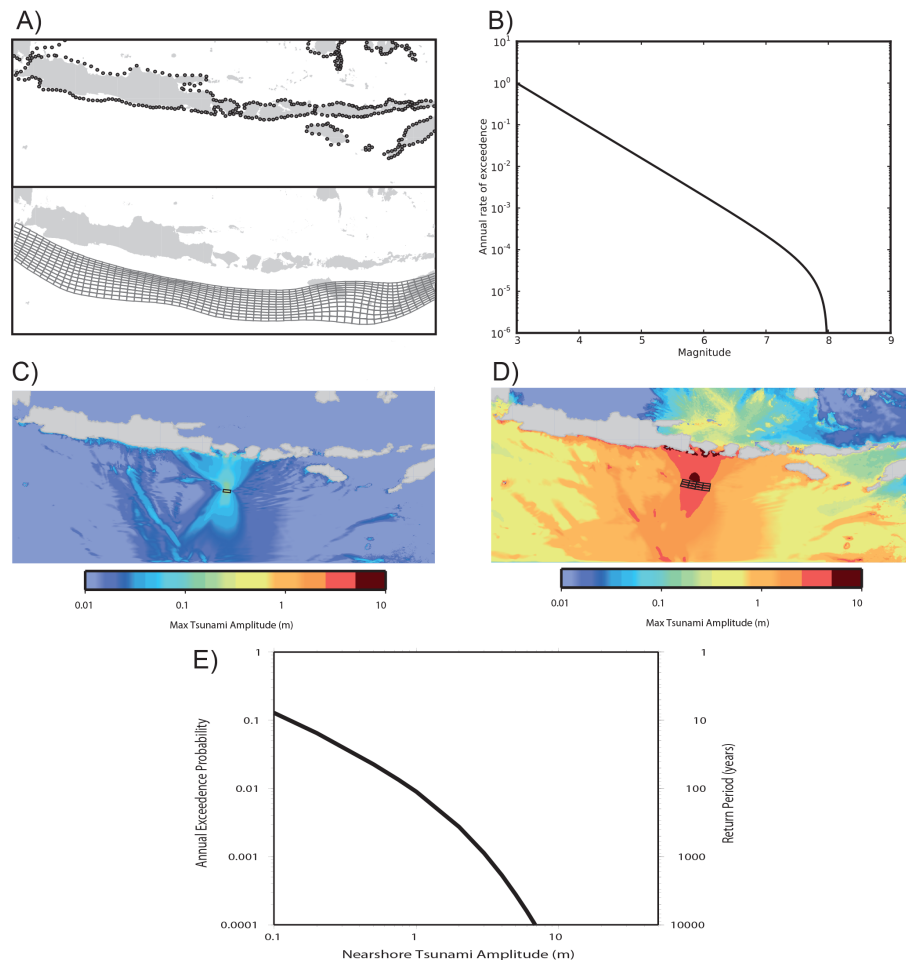 A)
B)
10^1
10^0
10^-1
10^-2
10^-3
10^-4
10^-5
10^-6
Annual rate of exceedence
3 4 5 6 7 8 9
Magnitude
C)
D)
0.01 0.1 1 10
Max Tsunami Amplitude (m)
0.01 0.1 1 10
Max Tsunami Amplitude (m)
E)
1
0.1
0.01
0.001
0.0001
Annual Exceedence Probability
1
10
100
1000
10000
Return Period (years)
0.1 1 10
Nearshore Tsunami Amplitude (m)